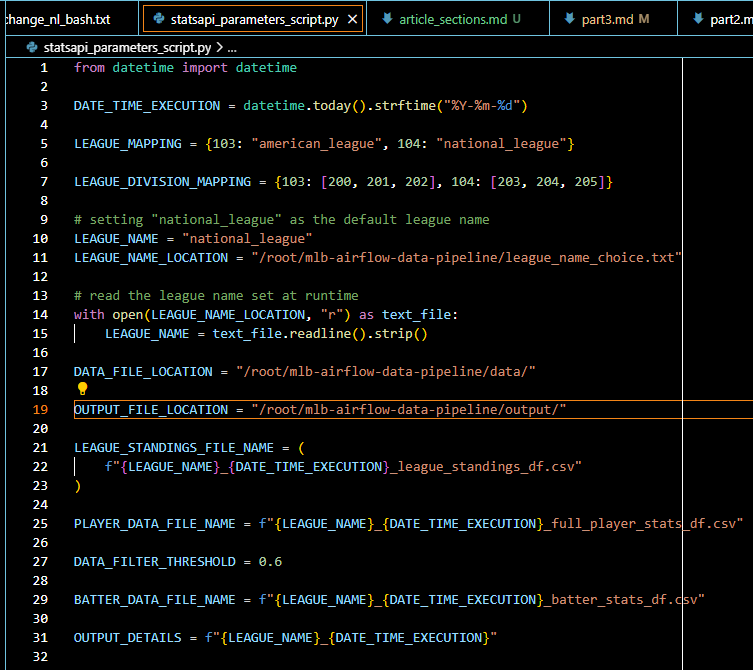 change_nl_bash.txt statsapi_parameters_script.py × article_sections.md U part3.md M part2.m
statsapi_parameters_script.py > ...
1 from datetime import datetime
2
3 DATE_TIME_EXECUTION = datetime.today().strftime("%Y-%m-%d")
4
5 LEAGUE_MAPPING = {103: "american_league", 104: "national_league"}
6
7 LEAGUE_DIVISION_MAPPING = {103: [200, 201, 202], 104: [203, 204, 205]}
8
9 # setting "national_league" as the default league name
10 LEAGUE_NAME = "national_league"
11 LEAGUE_NAME_LOCATION = "/root/mlb-airflow-data-pipeline/league_name_choice.txt"
12
13 # read the league name set at runtime
14 with open(LEAGUE_NAME_LOCATION, "r") as text_file:
15     LEAGUE_NAME = text_file.readline().strip()
16
17 DATA_FILE_LOCATION = "/root/mlb-airflow-data-pipeline/data/"
18
19 OUTPUT_FILE_LOCATION = "/root/mlb-airflow-data-pipeline/output/"
20
21 LEAGUE_STANDINGS_FILE_NAME = (
22     f"{LEAGUE_NAME}_{DATE_TIME_EXECUTION}_league_standings_df.csv"
23 )
24
25 PLAYER_DATA_FILE_NAME = f"{LEAGUE_NAME}_{DATE_TIME_EXECUTION}_full_player_stats_df.csv"
26
27 DATA_FILTER_THRESHOLD = 0.6
28
29 BATTER_DATA_FILE_NAME = f"{LEAGUE_NAME}_{DATE_TIME_EXECUTION}_batter_stats_df.csv"
30
31 OUTPUT_DETAILS = f"{LEAGUE_NAME}_{DATE_TIME_EXECUTION}"
32